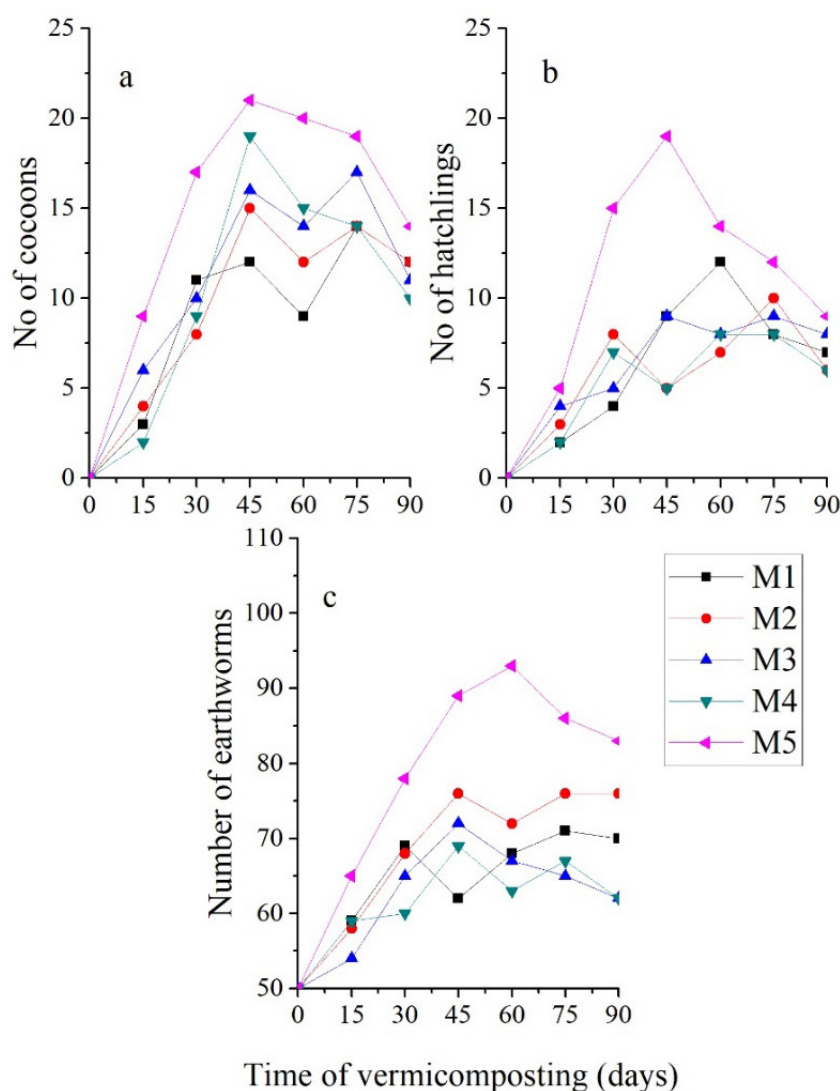 a
No of cocoons
25
20
15
10
5
0
0 15 30 45 60 75 90
b
No of hatchlings
25
20
15
10
5
0
0 15 30 45 60 75 90
c
Number of earthworms
110
100
90
80
70
60
50
0 15 30 45 60 75 90
M1
M2
M3
M4
M5
Time of vermicomposting (days)